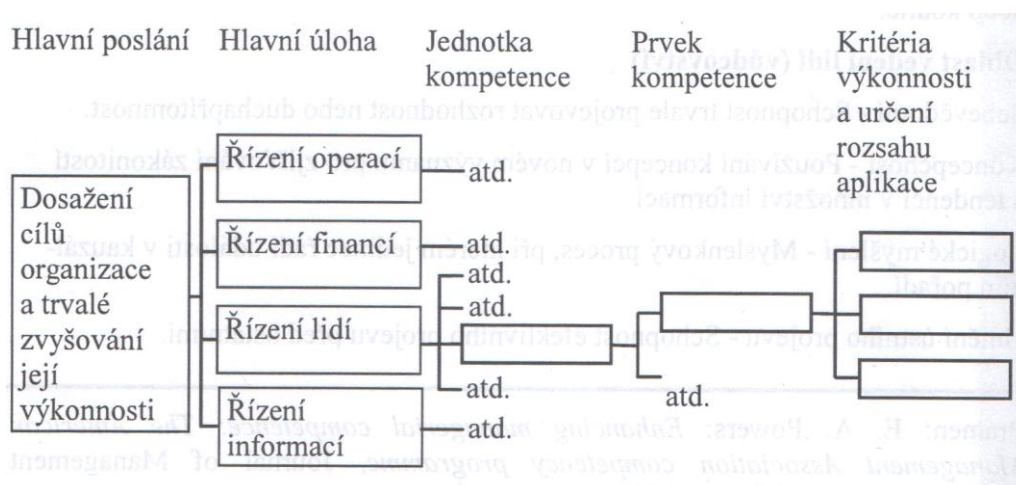 Hlavní poslání
Hlavní úloha
Jednotka
kompetence
Prvek
kompetence
Kritéria
výkonnosti
a určení
rozsahu
aplikace
Dosažení
cílů
organizace
a trvalé
zvyšování
její
výkonnosti
Řízení operací
Řízení financí
Řízení lidí
Řízení
informací
atd.
atd.
atd.
atd.
atd.
atd.
atd.